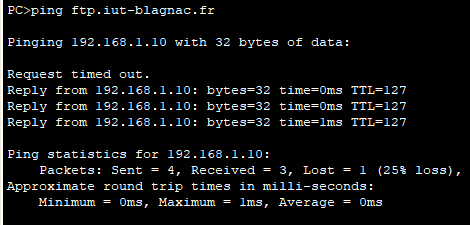 PC>ping ftp.iut-blagnac.fr
Pinging 192.168.1.10 with 32 bytes of data:
Request timed out.
Reply from 192.168.1.10: bytes=32 time=0ms TTL=127
Reply from 192.168.1.10: bytes=32 time=0ms TTL=127
Reply from 192.168.1.10: bytes=32 time=1ms TTL=127
Ping statistics for 192.168.1.10:
Packets: Sent = 4, Received = 3, Lost = 1 (25% loss),
Approximate round trip times in milli-seconds:
Minimum = 0ms, Maximum = 1ms, Average = 0ms